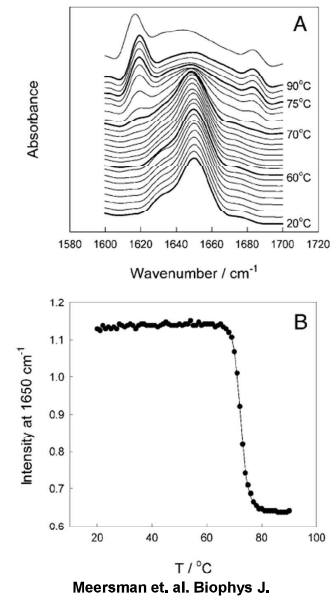 A
Absorbance
90°C
75°C
70°C
60°C
20°C
1580 1600 1620 1640 1660 1680 1700 1720
Wavenumber / cm-1
B
Intensity at 1650 cm-1
1.2
1.1
1.0
0.9
0.8
0.7
0.6
20 40 60 80 100
T / °C
Meersman et. al. Biophys J.